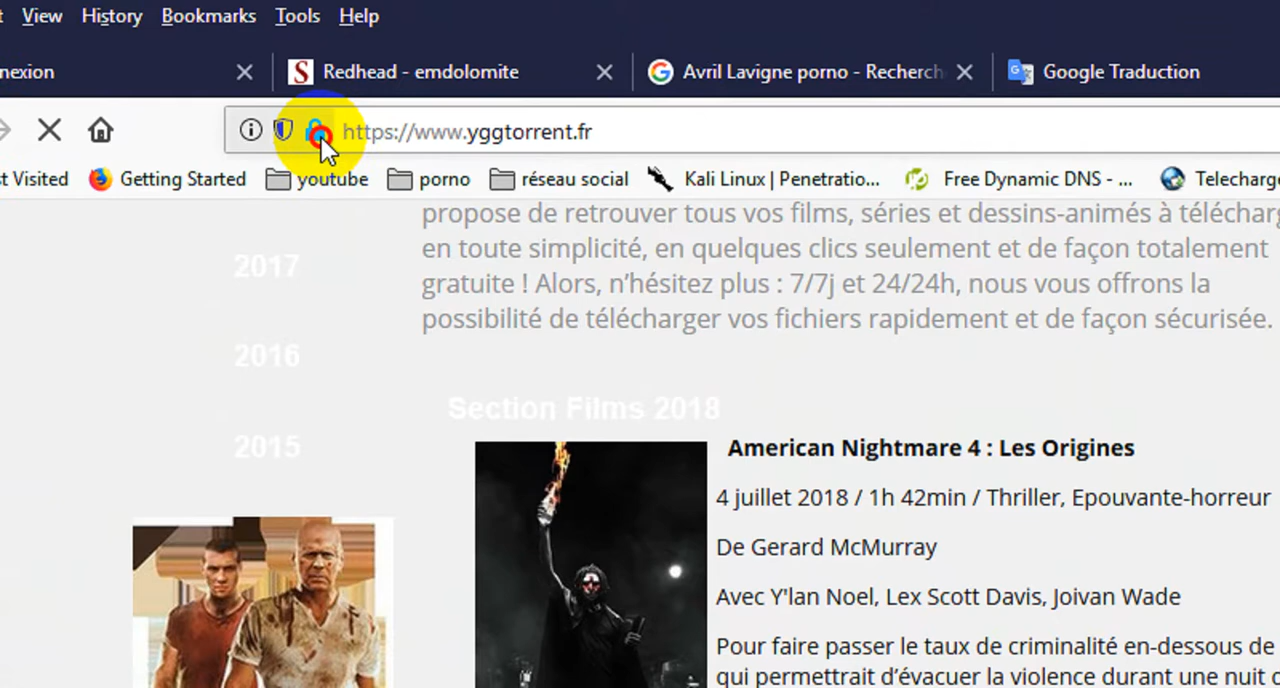 View History Bookmarks Tools Help
nexion Redhead - emdolomite Avril Lavigne porno - Recherch Google Traduction
https://www.yggtorrent.fr
t Visited Getting Started youtube porno réseau social Kali Linux | Penetratio... Free Dynamic DNS - ... Telecharge
propose de retrouver tous vos films, séries et dessins-animés à télécharg
en toute simplicité, en quelques clics seulement et de façon totalement
gratuite ! Alors, n’hésitez plus : 7/7j et 24/24h, nous vous offrons la
possibilité de télécharger vos fichiers rapidement et de façon sécurisée.
2017
2016
2015
Section Films 2018
American Nightmare 4 : Les Origines
4 juillet 2018 / 1h 42min / Thriller, Epouvante-horreur
De Gerard McMurray
Avec Y'lan Noel, Lex Scott Davis, Joivan Wade
Pour faire passer le taux de criminalité en-dessous de
qui permettrait d’évacuer la violence durant une nuit